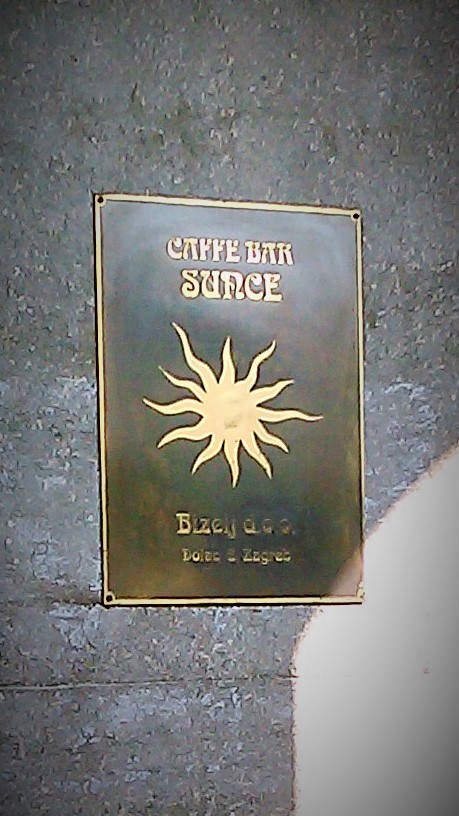 CAFFE BAR
SUNCE
Bizelj d.o.o.
Dolac 2 Zagreb